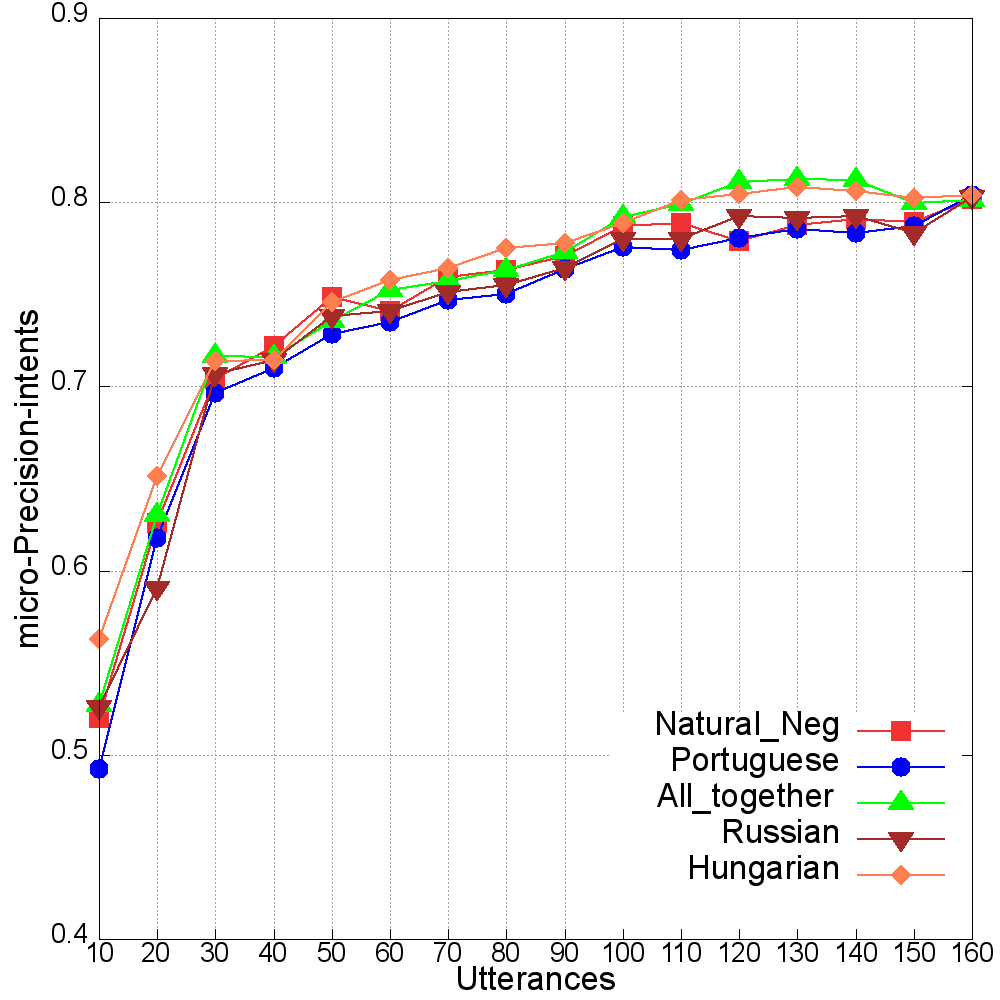 0.9
0.8
0.7
0.6
0.5
0.4
micro-Precision-intents
Natural_Neg
Portuguese
All_together
Russian
Hungarian
10 20 30 40 50 60 70 80 90 100 110 120 130 140 150 160
Utterances